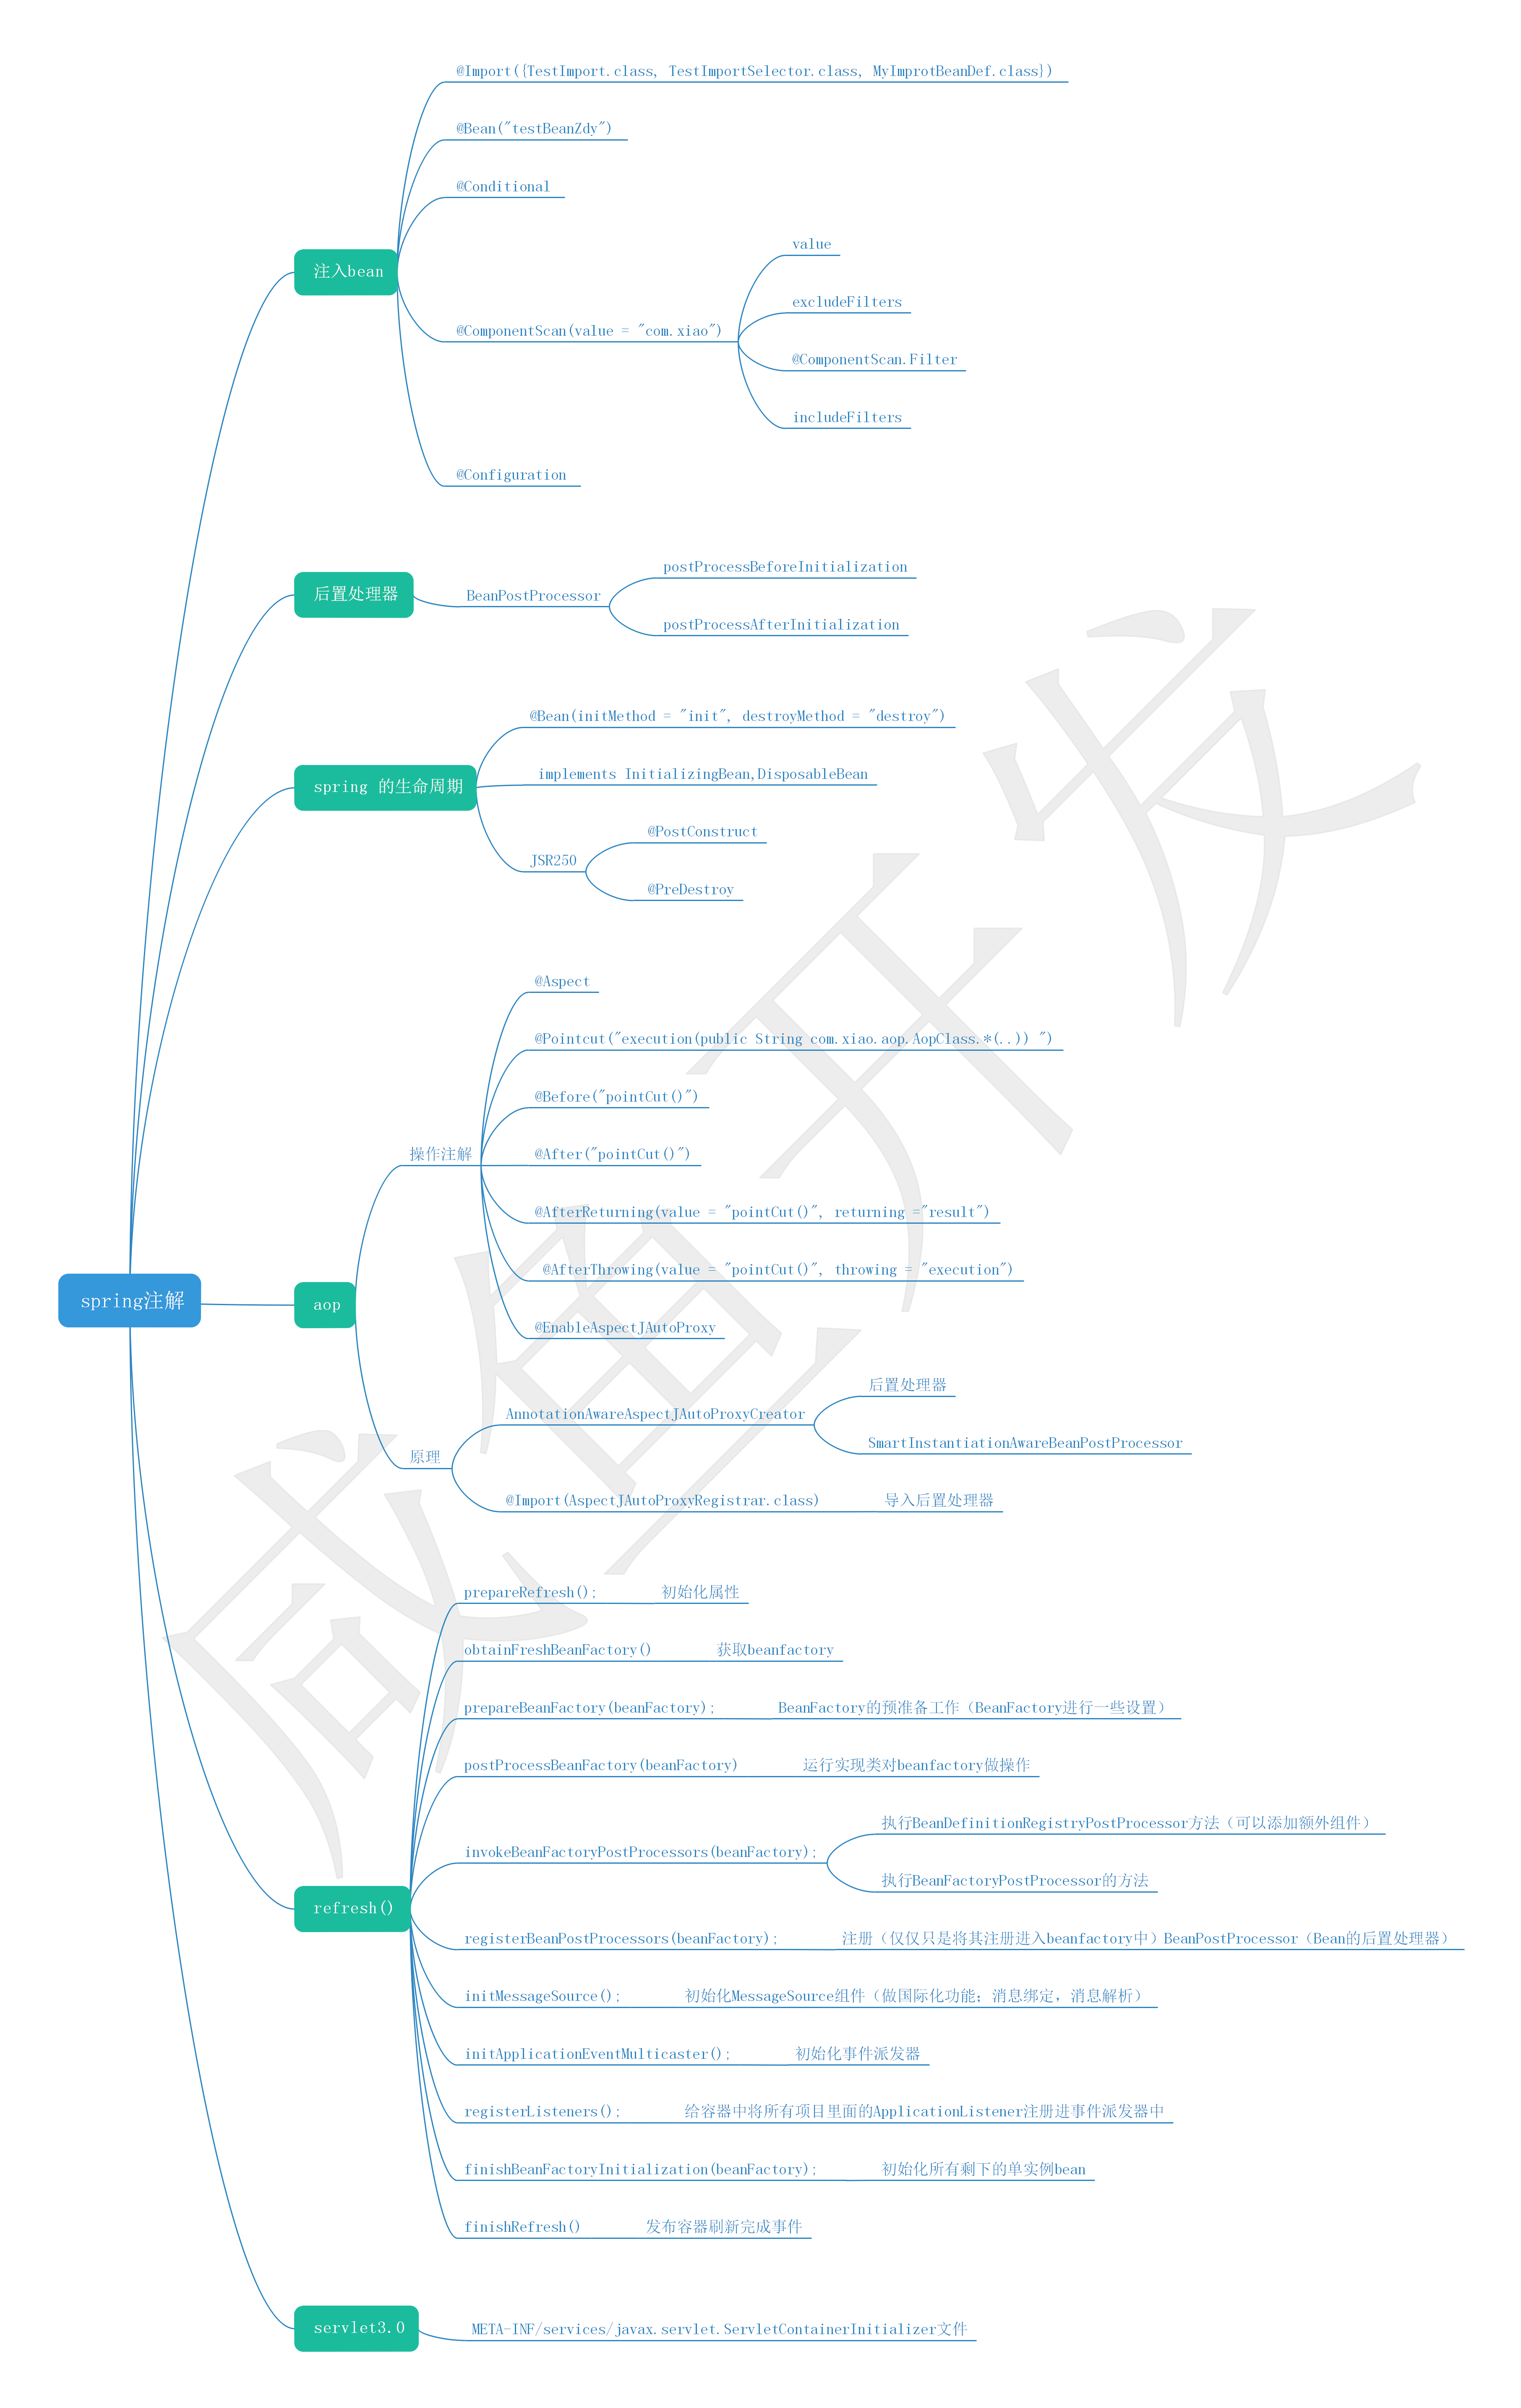 spring注解
注入bean
@Import({TestImport.class, TestImportSelector.class, MyImprotBeanDef.class})
@Bean("testBeanZdy")
@Conditional
@ComponentScan(value = "com.xiao")
value
excludeFilters
@ComponentScan.Filter
includeFilters
@Configuration
后置处理器
BeanPostProcessor
postProcessBeforeInitialization
postProcessAfterInitialization
spring 的生命周期
@Bean(initMethod = "init", destroyMethod = "destroy")
implements InitializingBean,DisposableBean
JSR250
@PostConstruct
@PreDestroy
aop
操作注解
@Aspect
@Pointcut("execution(public String com.xiao.aop.AopClass.*(..)) ")
@Before("pointCut()")
@After("pointCut()")
@AfterReturning(value = "pointCut()", returning ="result")
@AfterThrowing(value = "pointCut()", throwing = "execution")
@EnableAspectJAutoProxy
原理
AnnotationAwareAspectJAutoProxyCreator
后置处理器
SmartInstantiationAwareBeanPostProcessor
@Import(AspectJAutoProxyRegistrar.class)
导入后置处理器
refresh()
prepareRefresh();
初始化属性
obtainFreshBeanFactory()
获取beanfactory
prepareBeanFactory(beanFactory);
BeanFactory的预准备工作（BeanFactory进行一些设置）
postProcessBeanFactory(beanFactory)
运行实现类对beanfactory做操作
invokeBeanFactoryPostProcessors(beanFactory);
执行BeanDefinitionRegistryPostProcessor方法（可以添加额外组件）
执行BeanFactoryPostProcessor的方法
registerBeanPostProcessors(beanFactory);
注册（仅仅只是将其注册进入beanfactory中）BeanPostProcessor（Bean的后置处理器）
initMessageSource();
初始化MessageSource组件（做国际化功能；消息绑定，消息解析）
initApplicationEventMulticaster();
初始化事件派发器
registerListeners();
给容器中将所有项目里面的ApplicationListener注册进事件派发器中
finishBeanFactoryInitialization(beanFactory);
初始化所有剩下的单实例bean
finishRefresh()
发布容器刷新完成事件
servlet3.0
META-INF/services/javax.servlet.ServletContainerInitializer文件
咸鱼开发